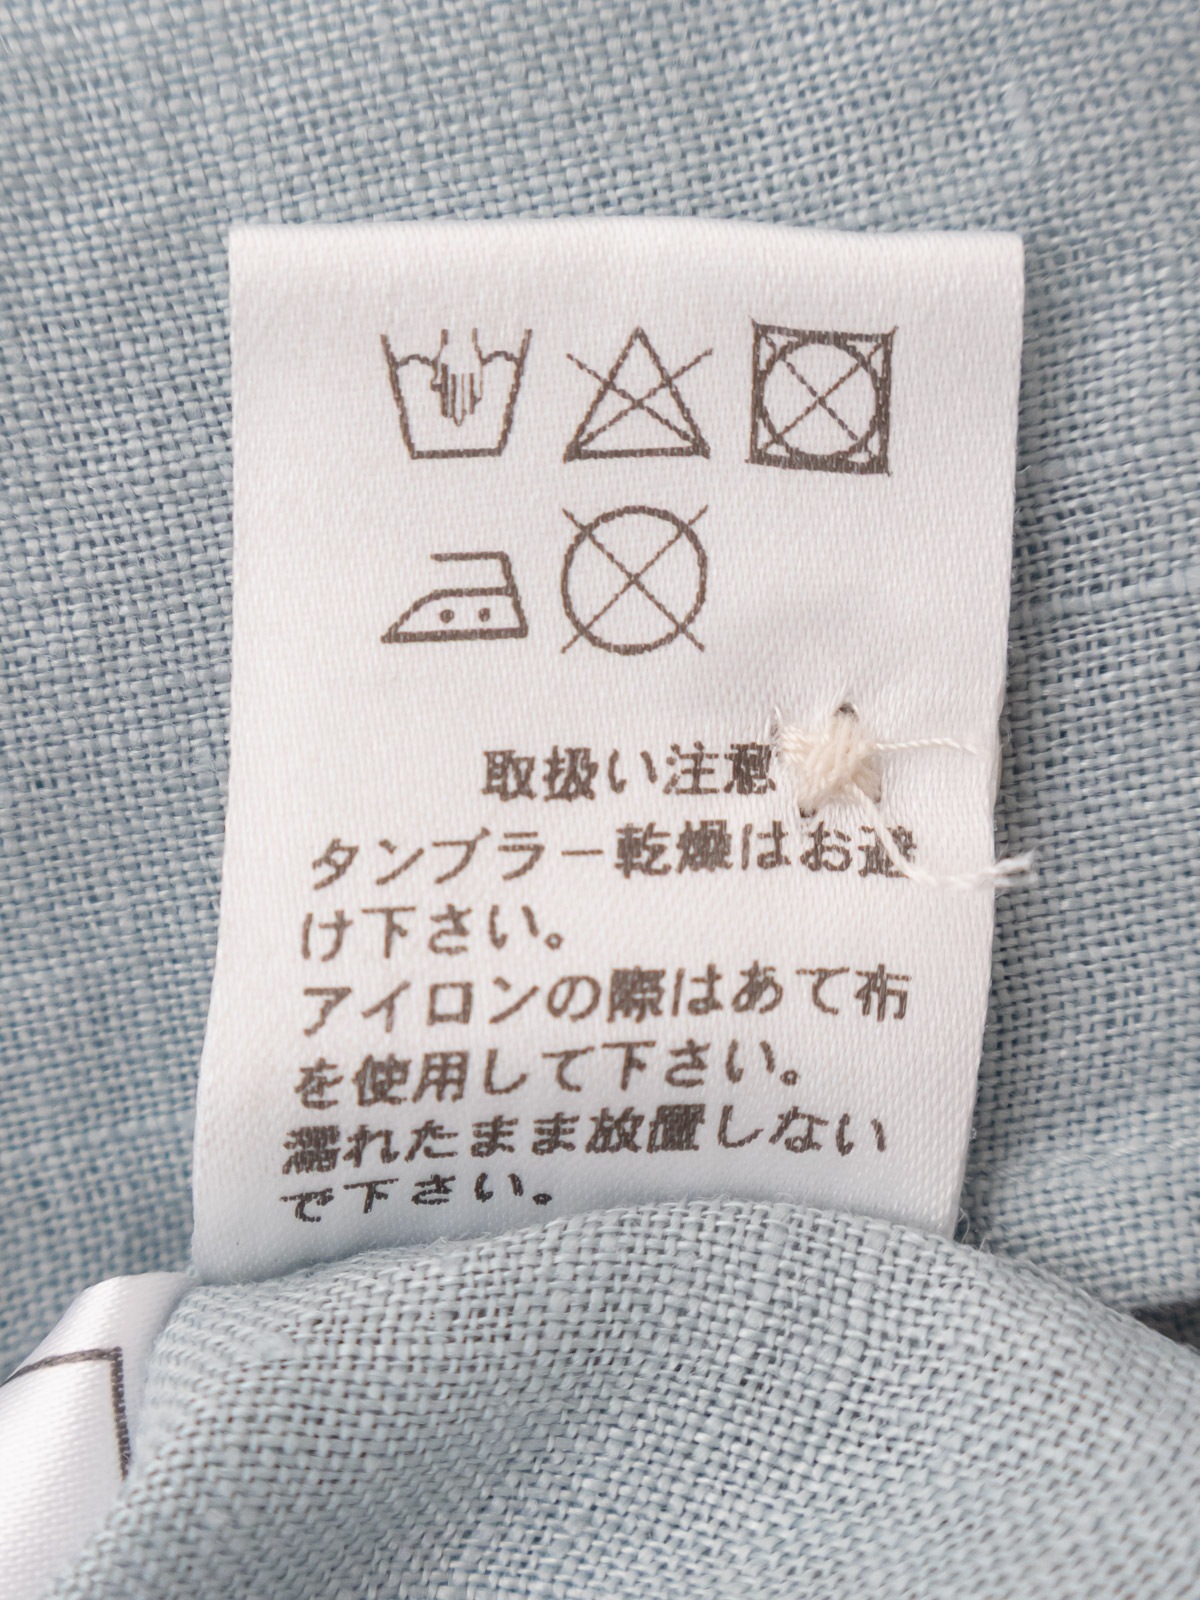 取扱い注意
タンブラー乾燥はお避
け下さい。
アイロンの際はあて布
を使用して下さい。
濡れたまま放置しない
で下さい。